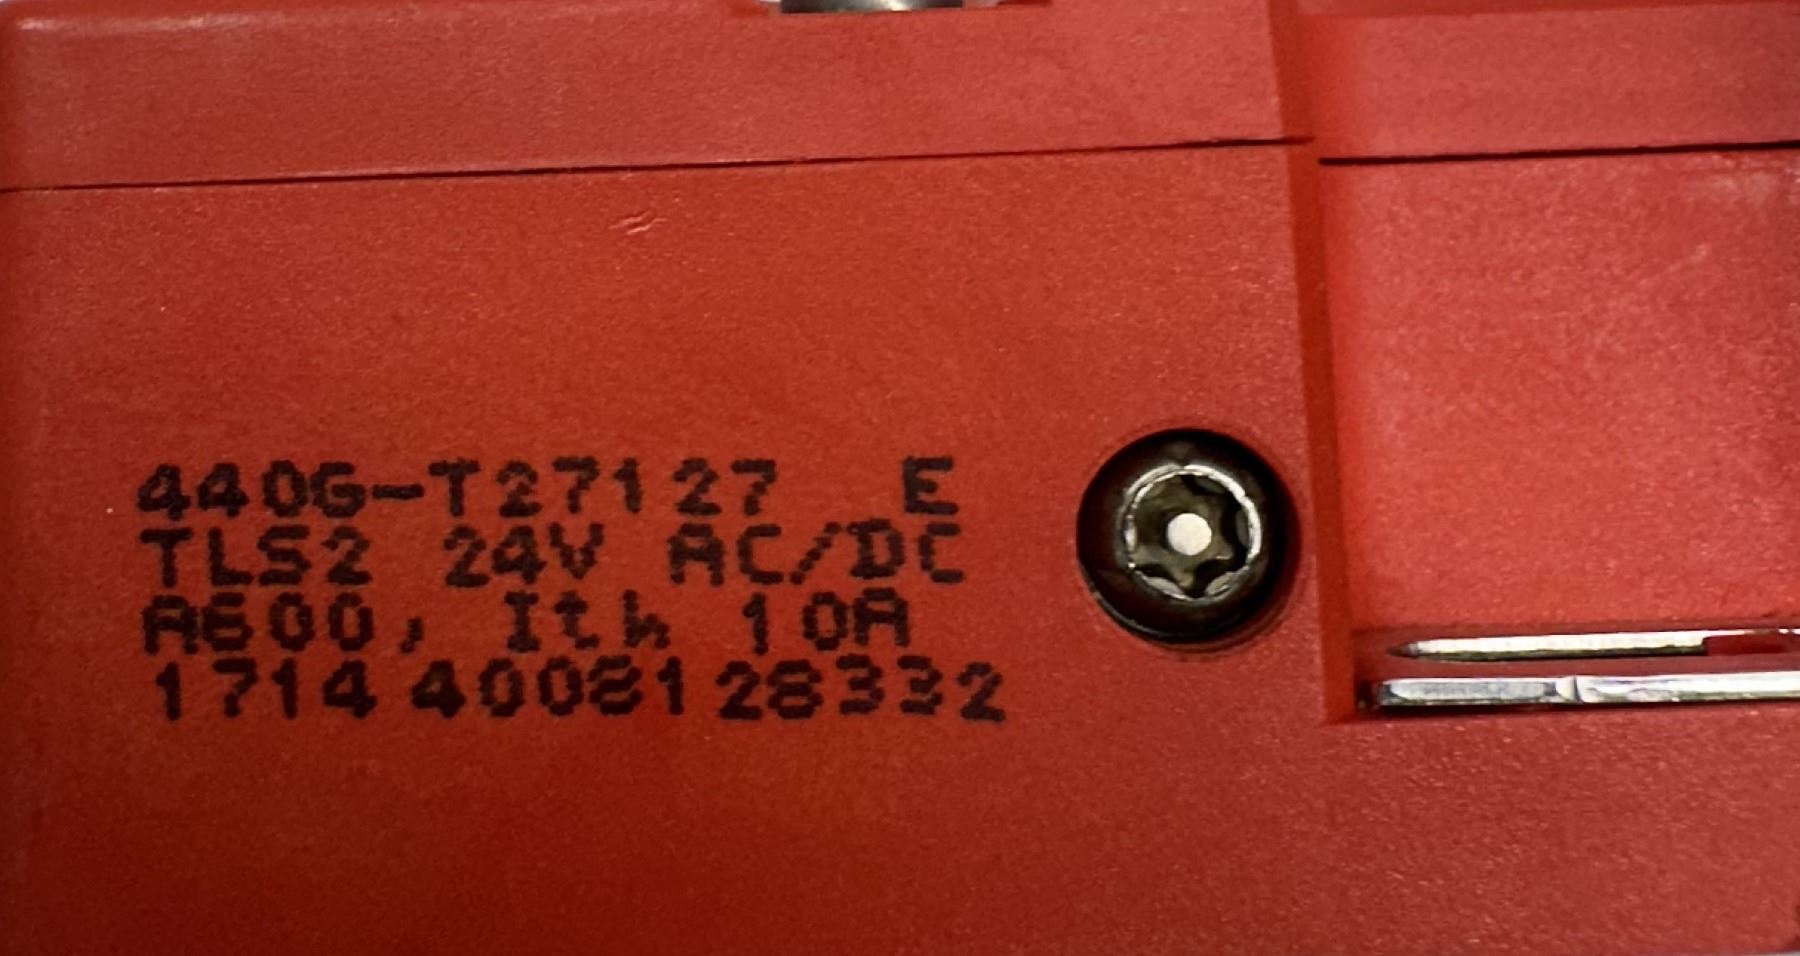 440G-T27127 E
TLS2 24V AC/DC
A600, Ith 10A
1714 4008128332